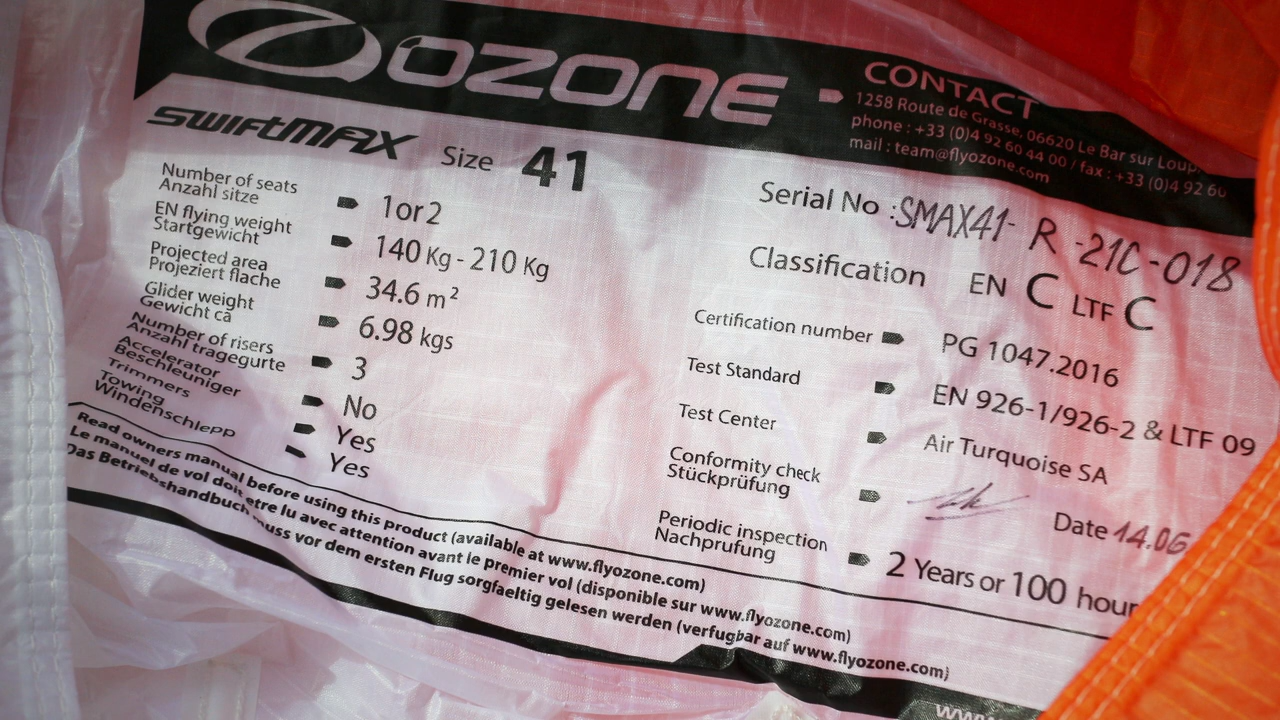 OZONE
CONTACT
1258 Route de Grasse, 06620 Le Bar sur Loup,
phone : +33 (0)4 92 60 44 00 / fax : +33 (0)4 92 60
mail : team@flyozone.com
SWIFTMAX Size 41
Number of seats
Anzahl sitze
1or2
EN flying weight
Startgewicht
140 Kg - 210 Kg
Projected area
Projeziert flache
34.6 m²
Glider weight
Gewicht ca
6.98 kgs
Number of risers
Anzahl tragegurte
3
Accelerator
Beschleuniger
No
Trimmers
Yes
Towing
Windenschlepp
Yes
Serial No : SMAX41- R -21C-018
Classification EN C LTF C
Certification number PG 1047.2016
Test Standard EN 926-1/926-2 & LTF 09
Test Center Air Turquoise SA
Conformity check
Stückprüfung
Date 14.06
Periodic inspection
Nachprufung
2 Years or 100 hour
Read owners manual before using this product (available at www.flyozone.com)
Le manuel de vol doit etre lu avec attention avant le premier vol (disponible sur www.flyozone.com)
Das Betriebshandbuch muss vor dem ersten Flug sorgfaeltig gelesen werden (verfugbar auf www.flyozone.com)